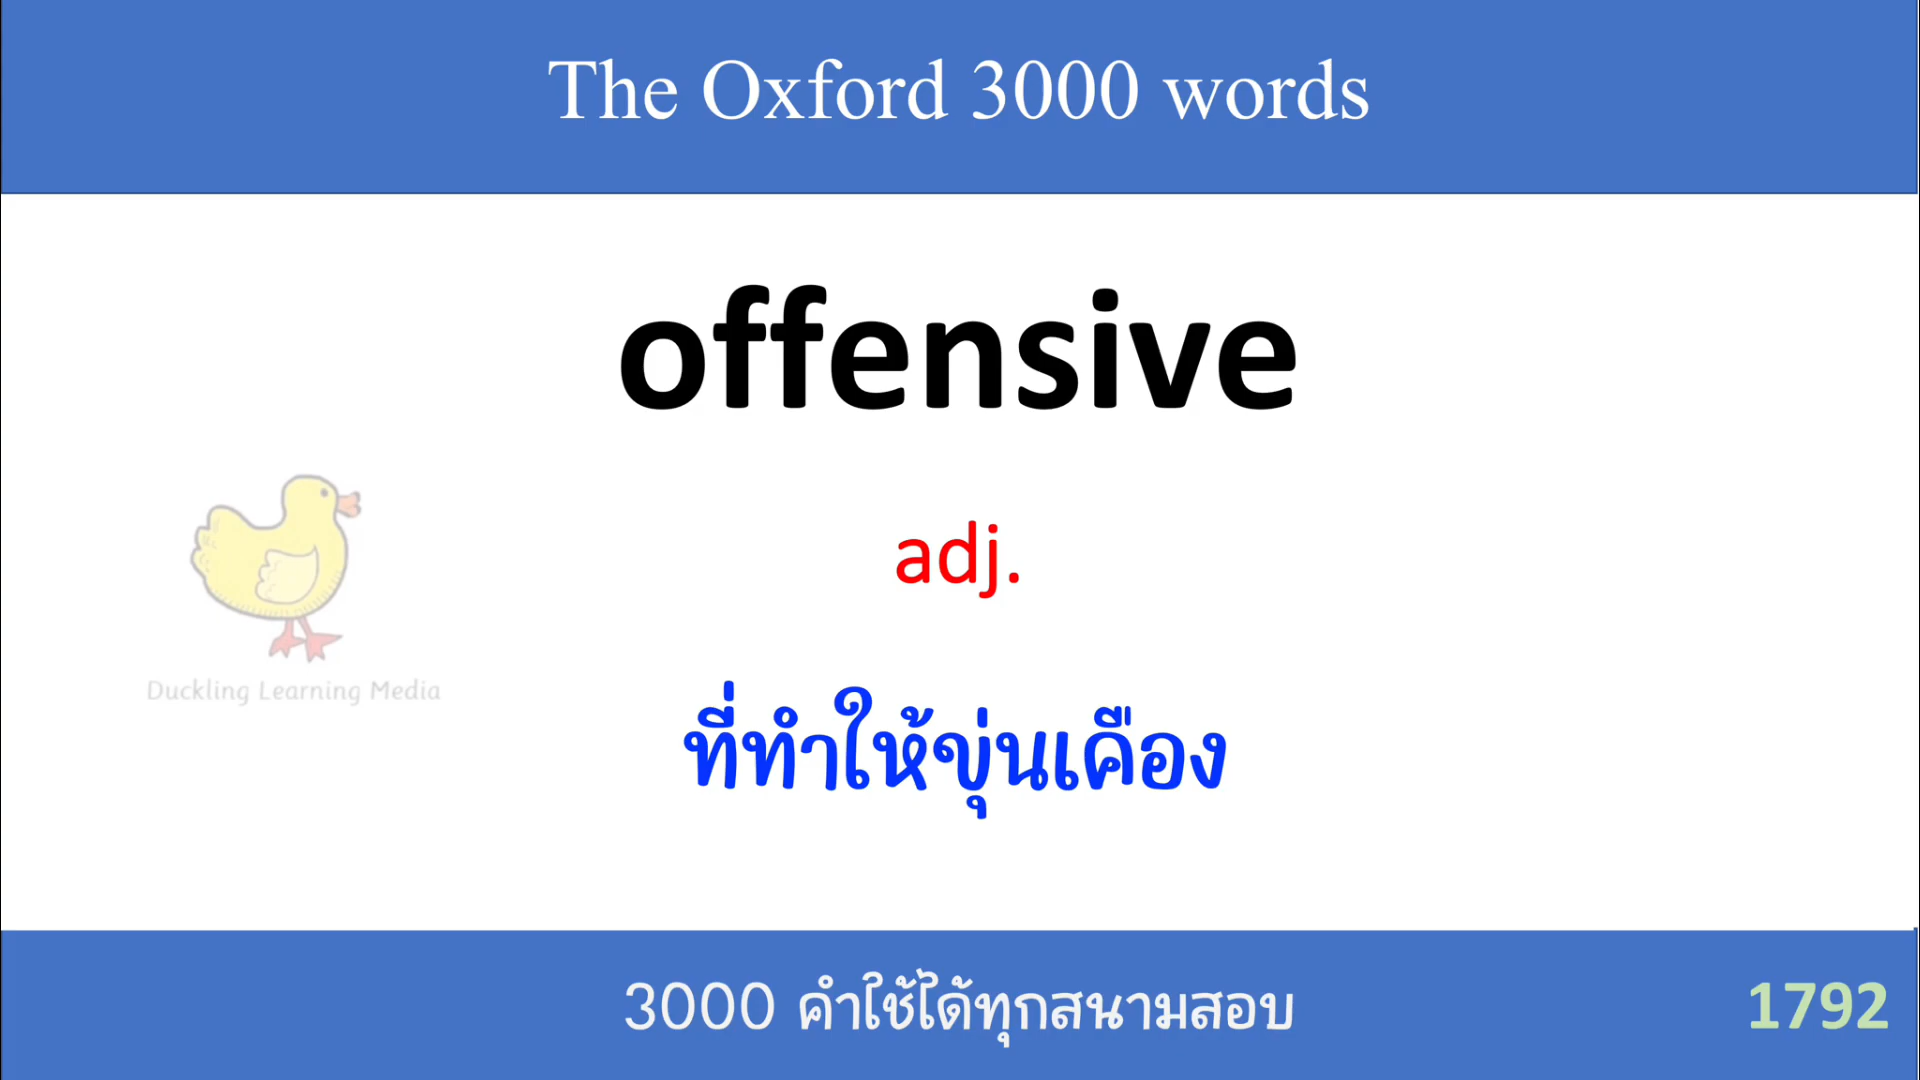 The Oxford 3000 words
offensive
adj.
Duckling Learning Media
ที่ทำให้ขุ่นเคือง
3000 คำใช้ได้ทุกสนามสอบ
1792